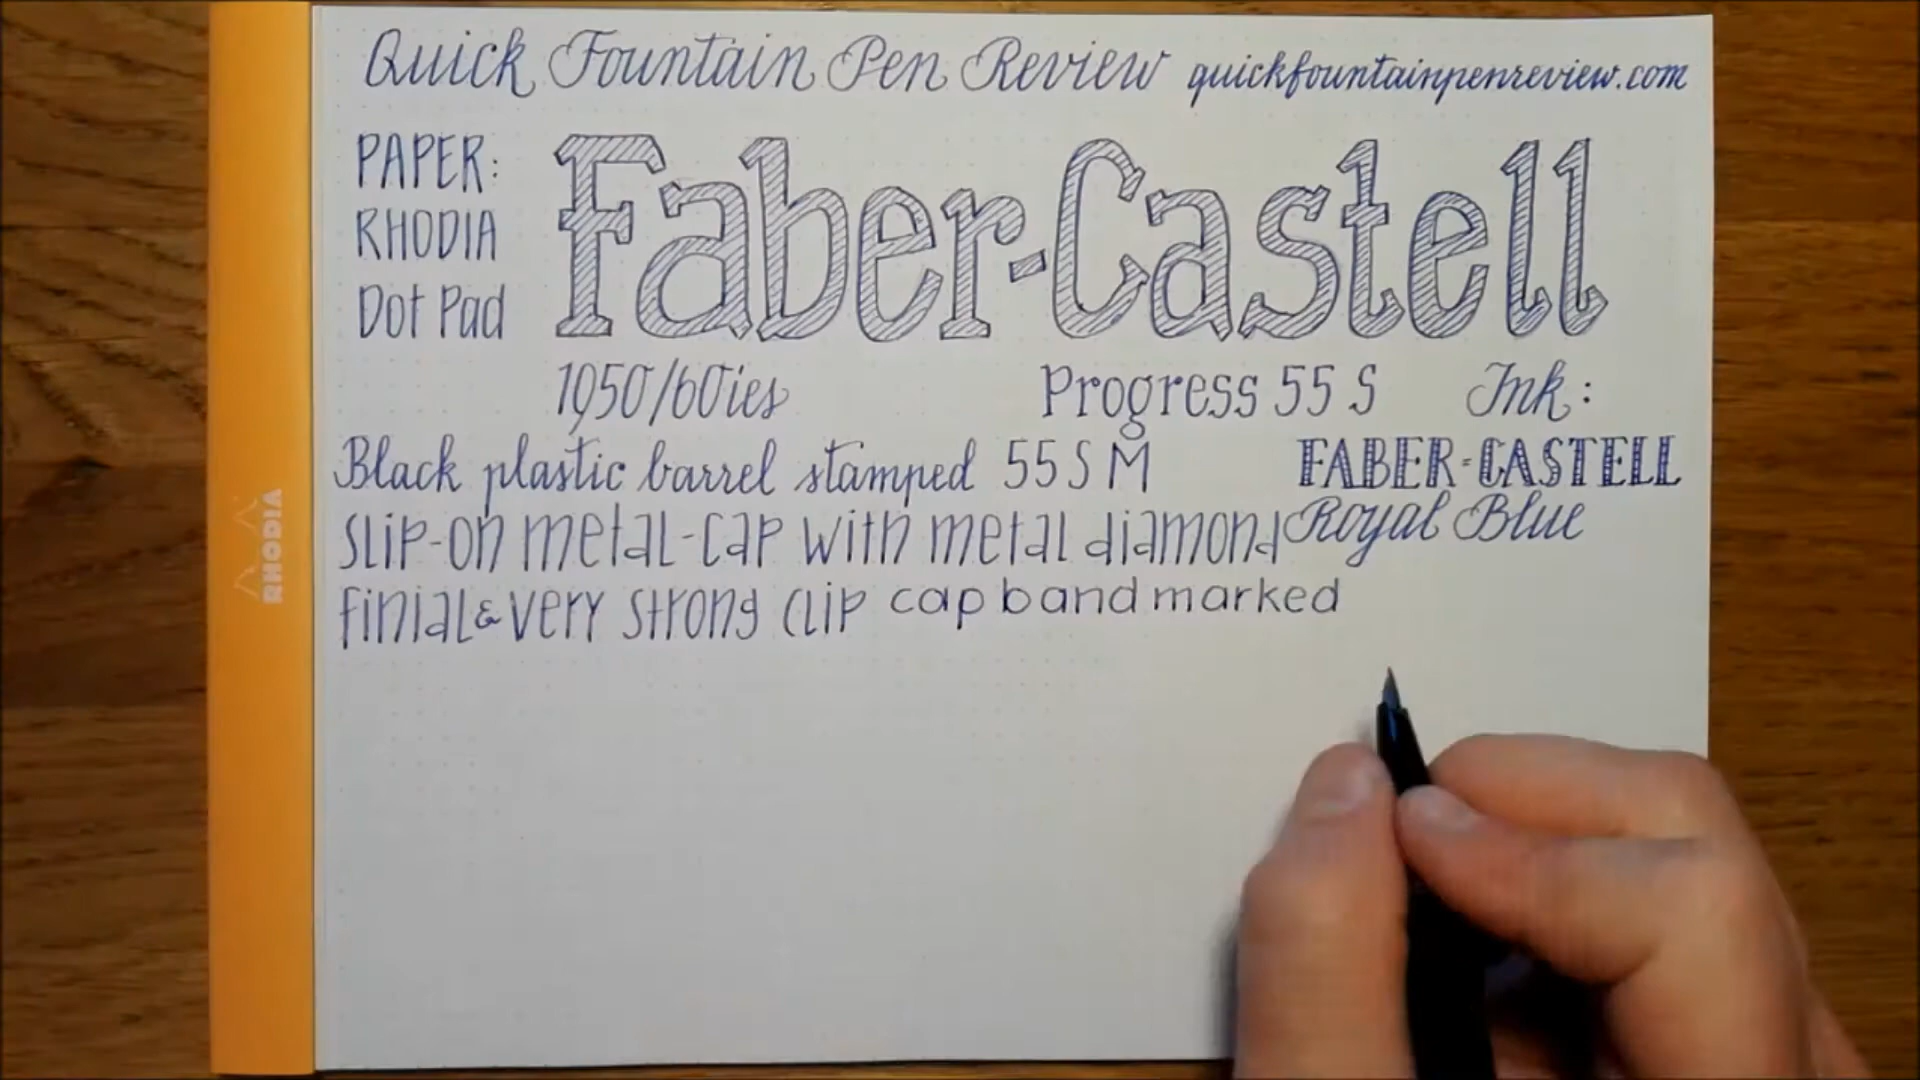 Quick Fountain Pen Review quickfountainpenreview.com
PAPER:
RHODIA
Dot Pad
Faber-Castell
1950/60ies Progress 55 S Ink:
Black plastic barrel stamped 55 S M FABER-CASTELL
slip-on metal-cap with metal diamond Royal Blue
finial & very strong clip cap band marked
RHODIA